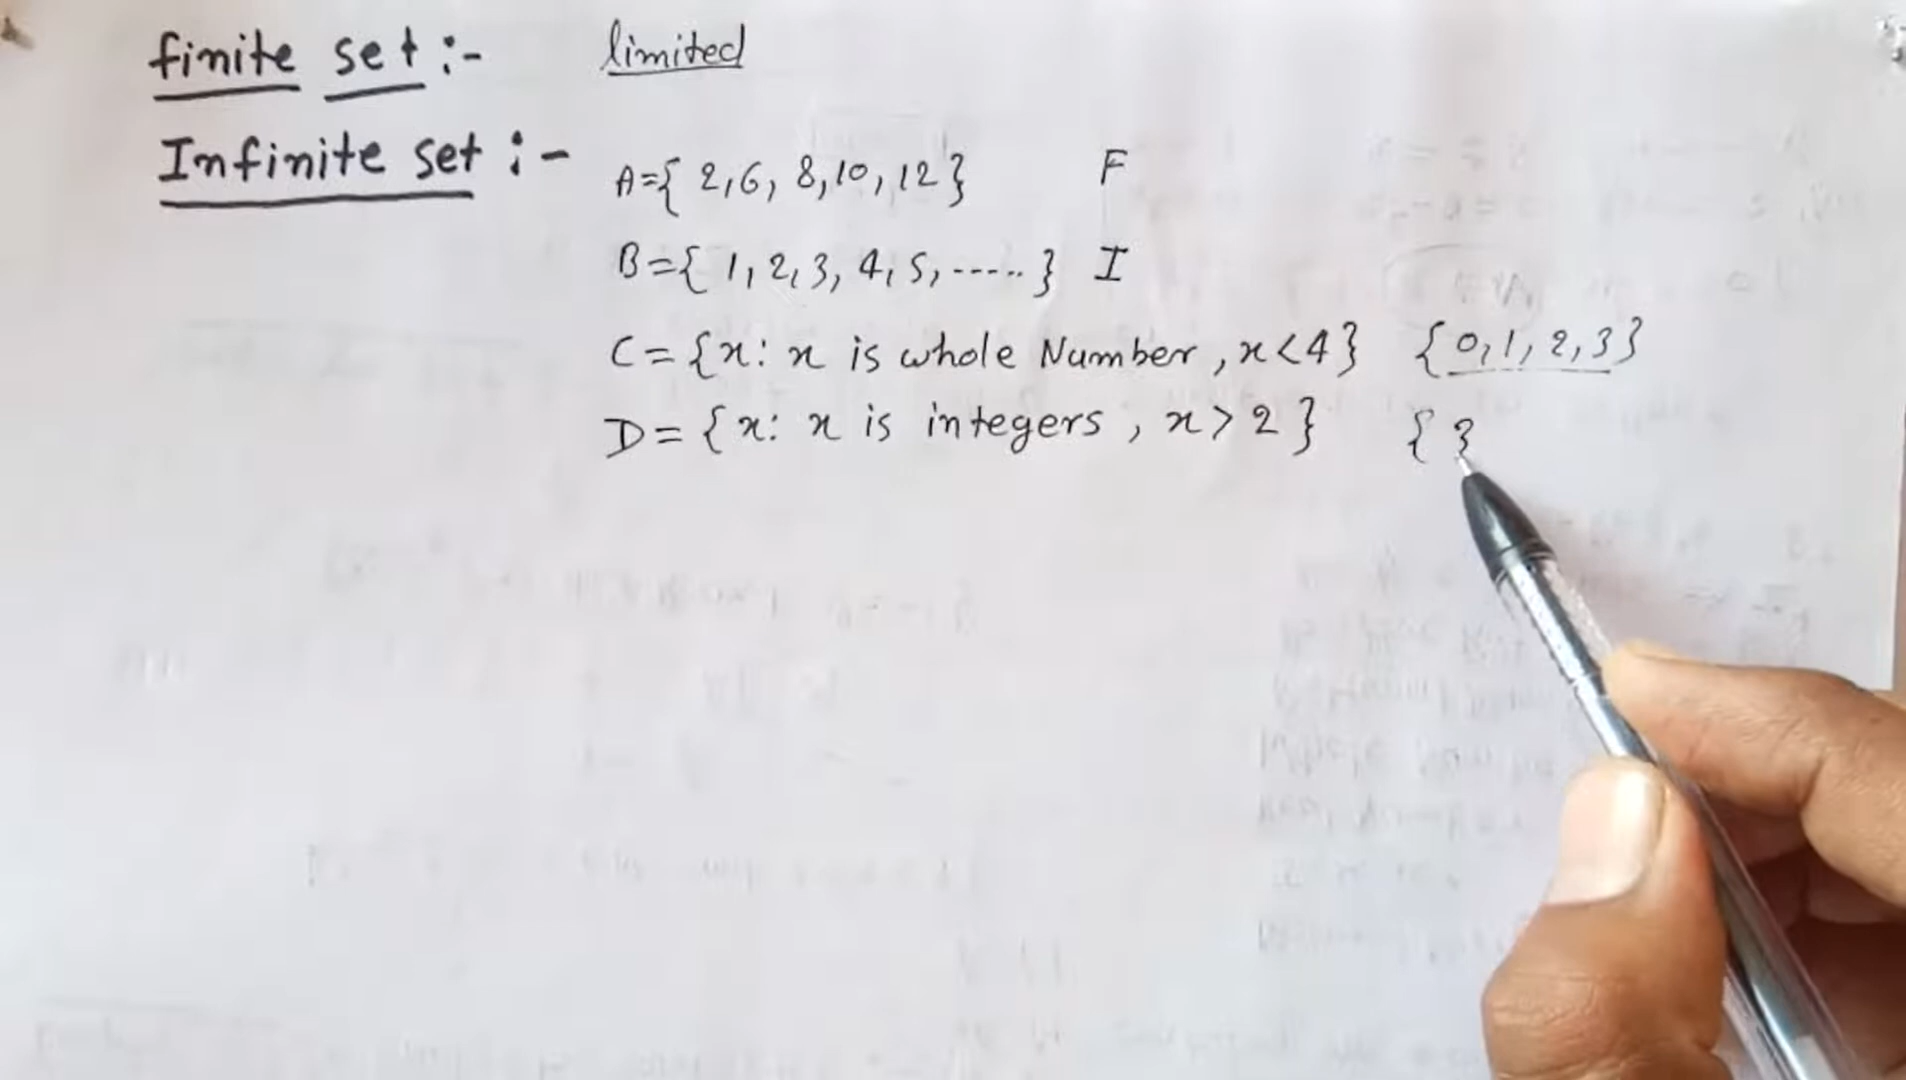 finite set :- limited
Infinite set :-
A={ 2,6, 8,10,12} F
B={ 1,2,3, 4,5,-----} I
C={x: x is whole Number, x<4} {0,1,2,3}
D={x: x is integers, x>2} { 3